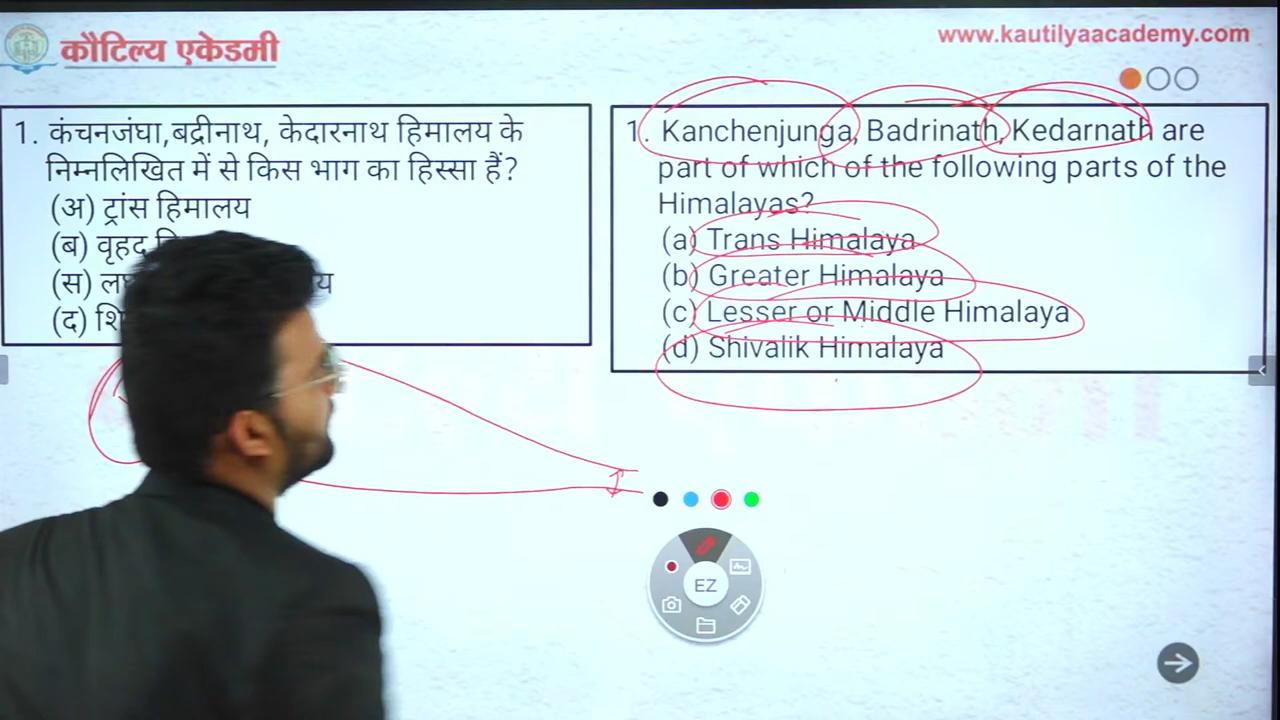 कौटिल्य एकेडमी
www.kautilyaacademy.com
1. कंचनजंघा,बद्रीनाथ, केदारनाथ हिमालय के
निम्नलिखित में से किस भाग का हिस्सा हैं?
(अ) ट्रांस हिमालय
(ब) वृहद
(स)
(द)
1. Kanchenjunga, Badrinath, Kedarnath are
part of which of the following parts of the
Himalayas?
(a) Trans Himalaya
(b) Greater Himalaya
(c) Lesser or Middle Himalaya
(d) Shivalik Himalaya
EZ